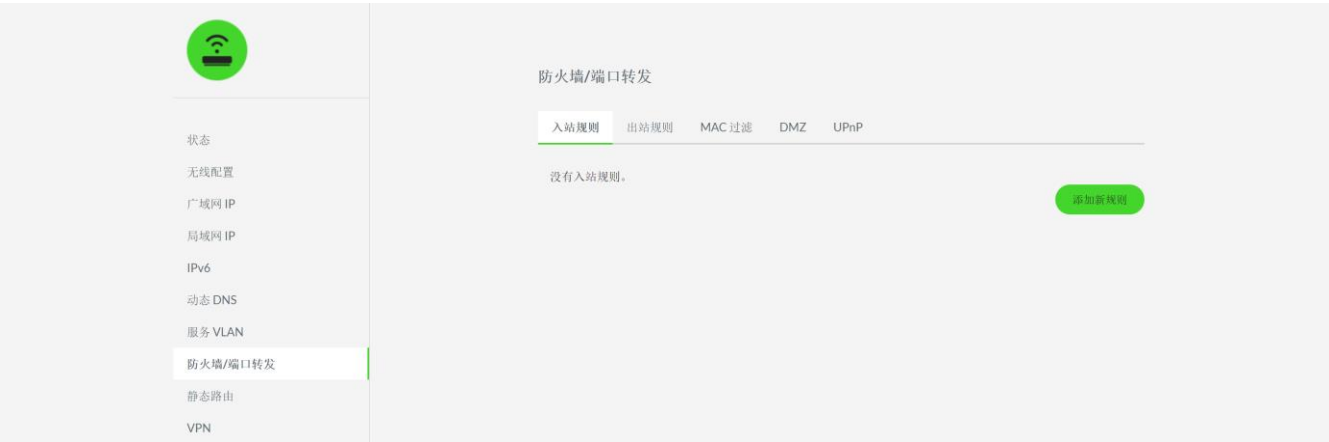 状态
无线配置
广域网 IP
局域网 IP
IPv6
动态 DNS
服务 VLAN
防火墙/端口转发
静态路由
VPN
防火墙/端口转发
入站规则 出站规则 MAC 过滤 DMZ UPnP
没有入站规则。
添加新规则